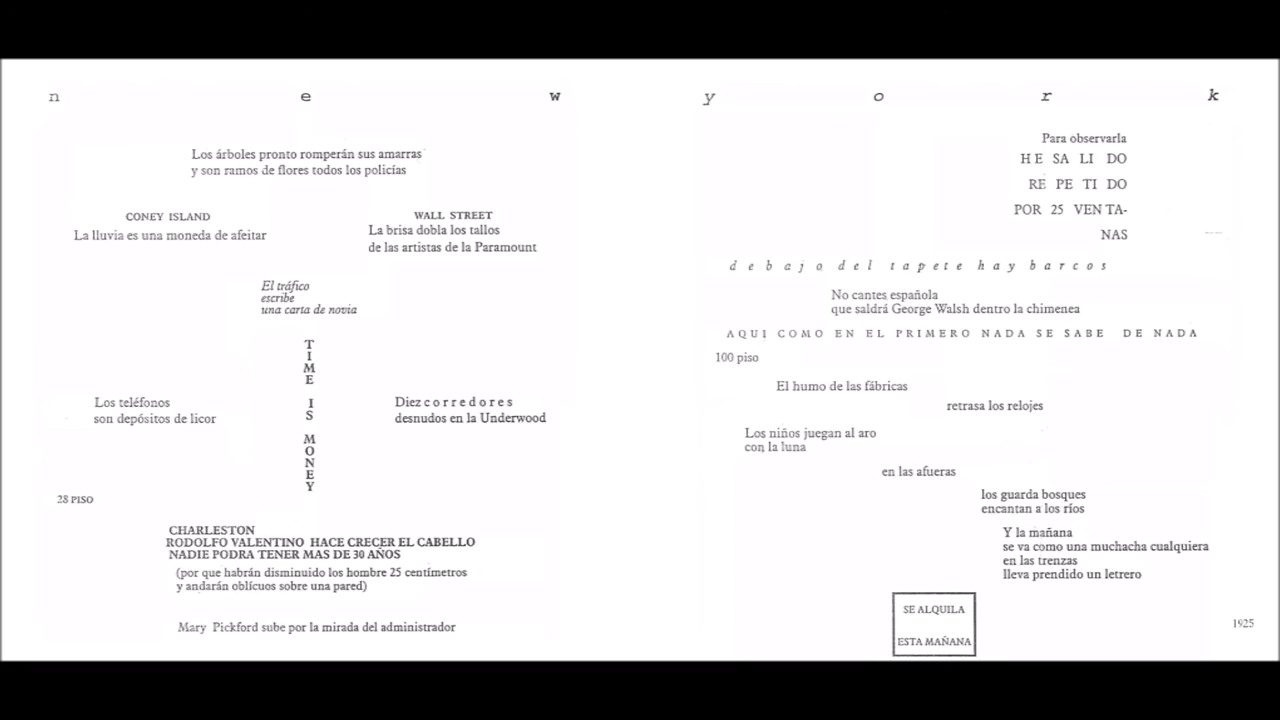 n e w y o r k
Los árboles pronto romperán sus amarras
y son ramos de flores todos los policías
CONEY ISLAND
La lluvia es una moneda de afeitar
WALL STREET
La brisa dobla los tallos
de las artistas de la Paramount
El tráfico
escribe
una carta de novia
TIME IS MONEY
Los teléfonos
son depósitos de licor
Diez corredores
desnudos en la Underwood
28 PISO
CHARLESTON
RODOLFO VALENTINO HACE CRECER EL CABELLO
NADIE PODRA TENER MAS DE 30 AÑOS
(por que habrán disminuido los hombre 25 centímetros
y andarán oblícuos sobre una pared)
Mary Pickford sube por la mirada del administrador
Para observarla
HE SA LI DO
RE PE TI DO
POR 25 VEN TA-
NAS
debajo del tapete hay barcos
No cantes española
que saldrá George Walsh dentro la chimenea
AQUI COMO EN EL PRIMERO NADA SE SABE DE NADA
100 piso
El humo de las fábricas
retrasa los relojes
Los niños juegan al aro
con la luna
en las afueras
los guarda bosques
encantan a los ríos
Y la mañana
se va como una muchacha cualquiera
en las trenzas
lleva prendido un letrero
SE ALQUILA
ESTA MAÑANA
1925